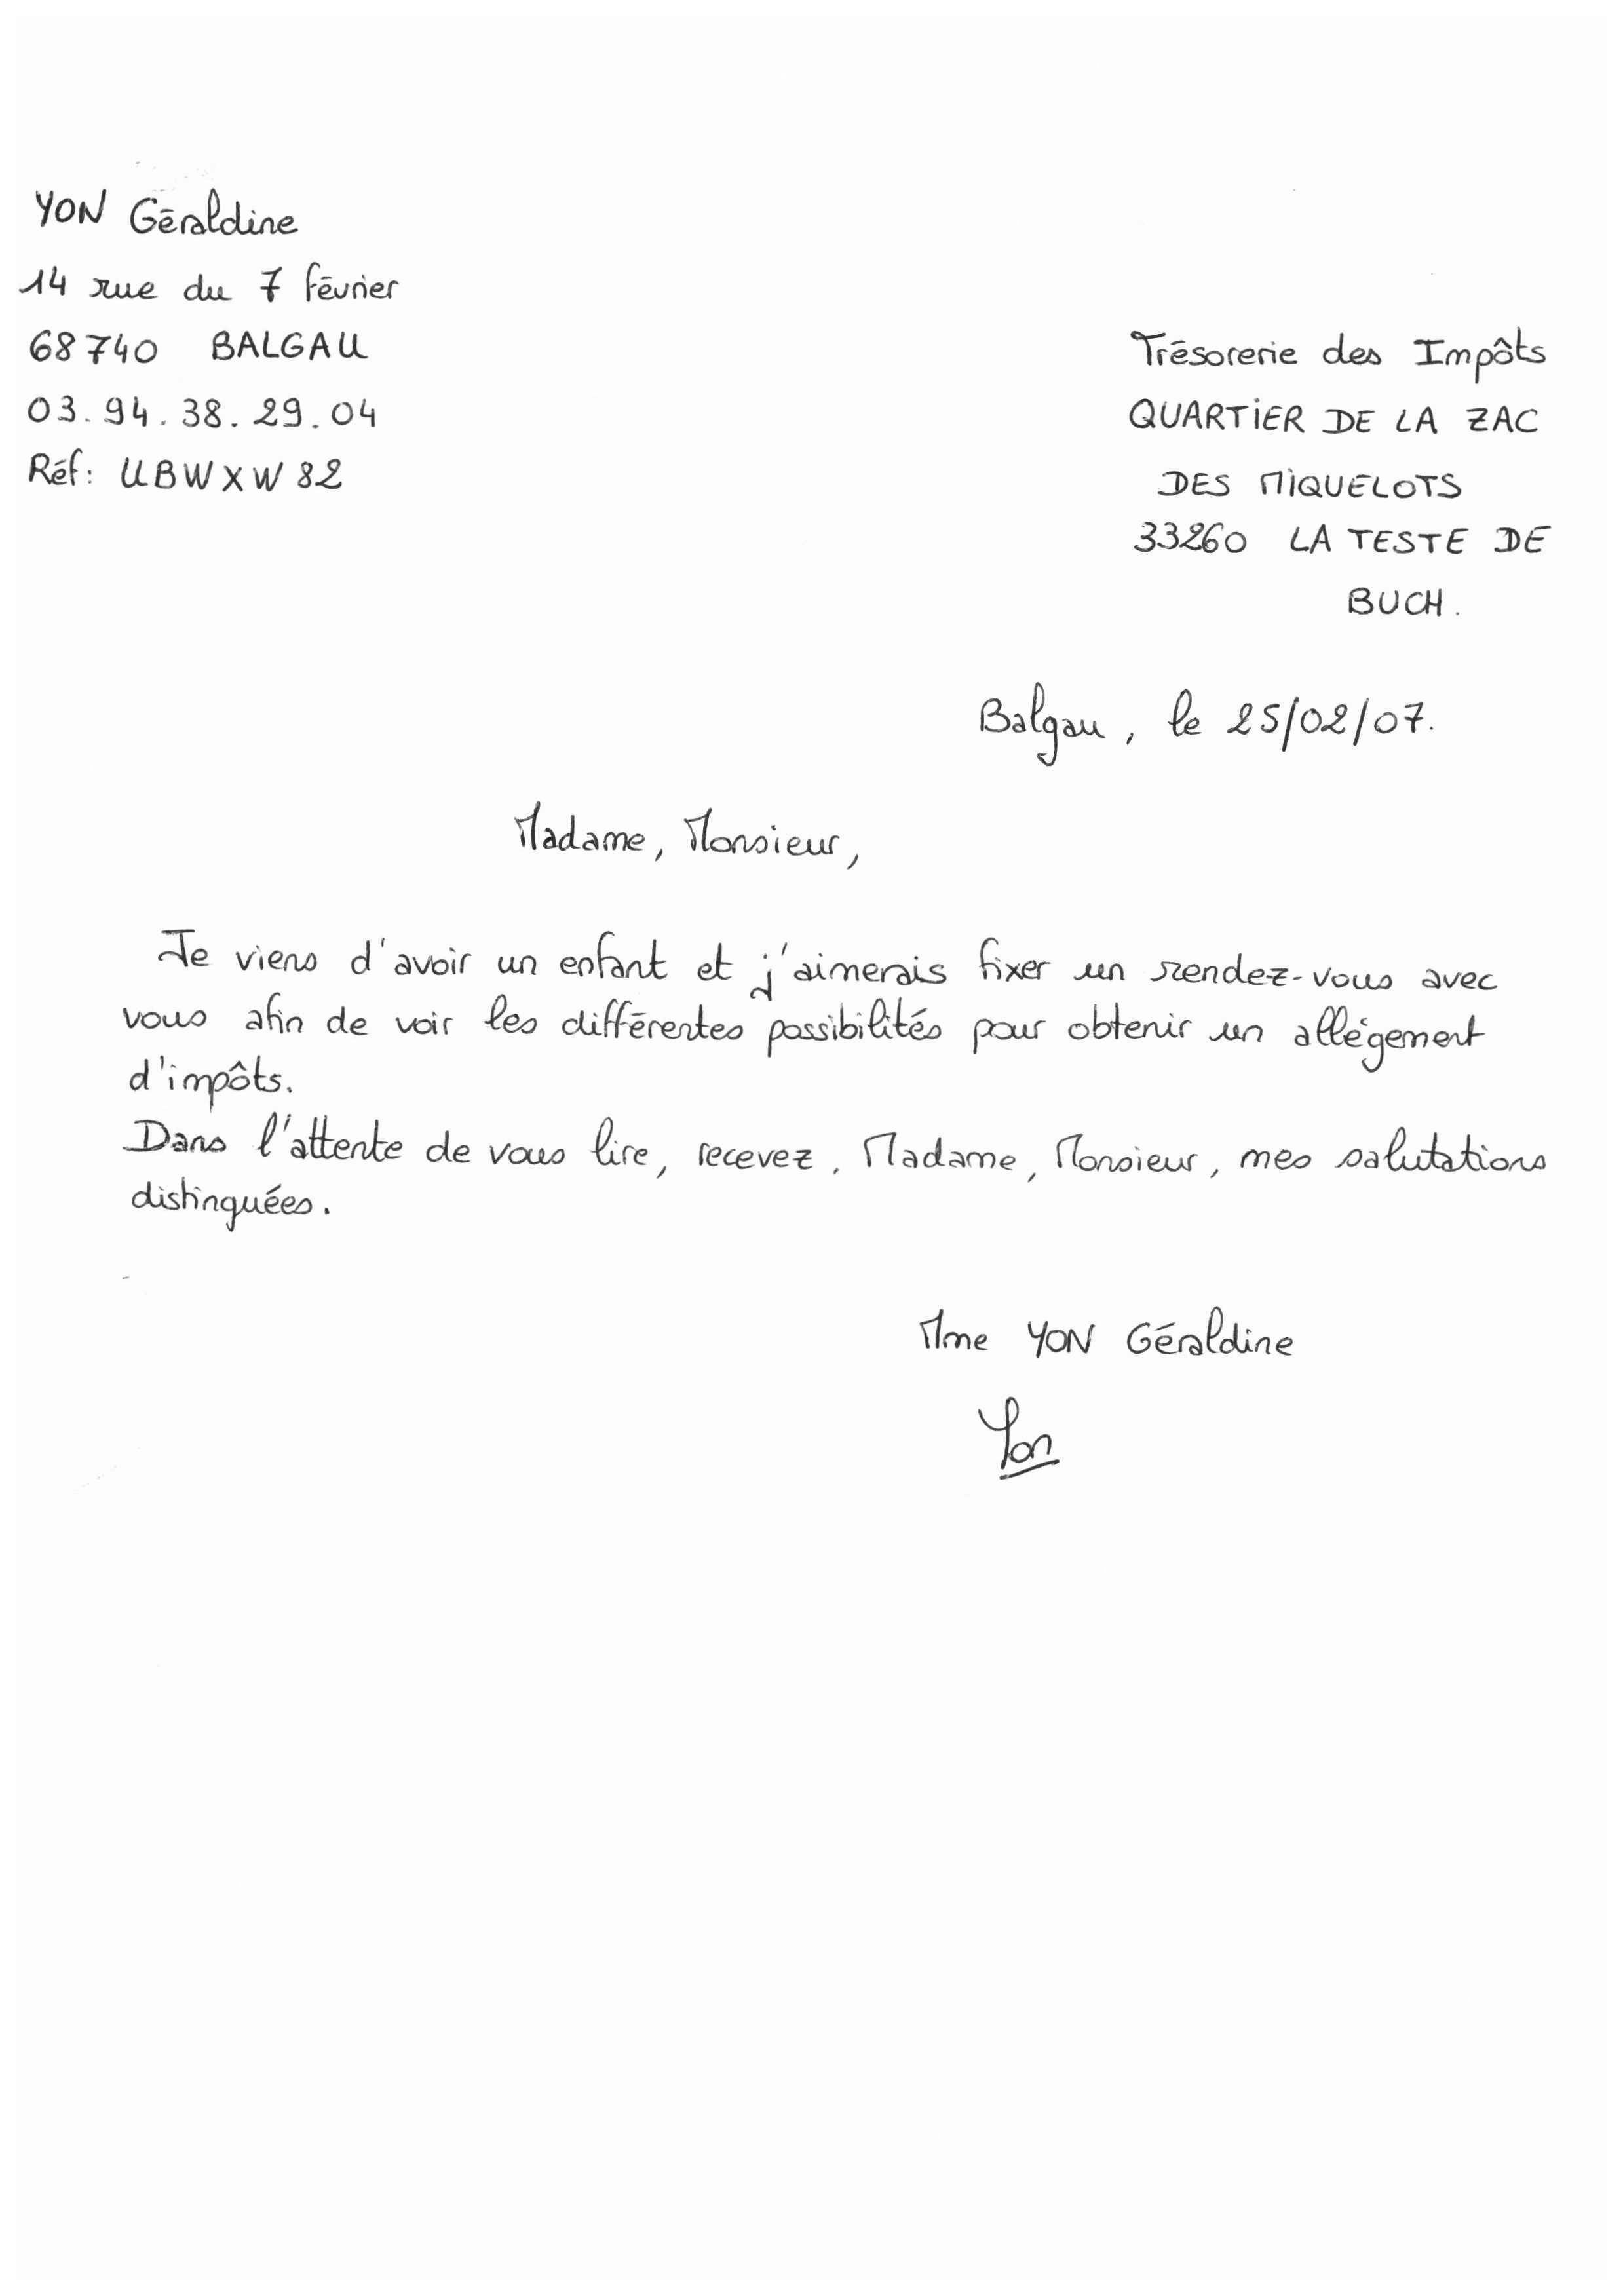 YON Géraldine
14 rue du 7 février
68740 BALGAU
03.94.38.29.04
Réf: UBWXW82
Trésorerie des Impôts
QUARTIER DE LA ZAC
DES MIQUELOTS
33260 LA TESTE DE
BUCH.
Balgau, le 25/02/07.
Madame, Monsieur,
Je viens d'avoir un enfant et j'aimerais fixer un rendez-vous avec
vous afin de voir les différentes possibilités pour obtenir un allégement
d'impôts.
Dans l'attente de vous lire, recevez, Madame, Monsieur, mes salutations
distinguées.
Mme YON Géraldine
Yon